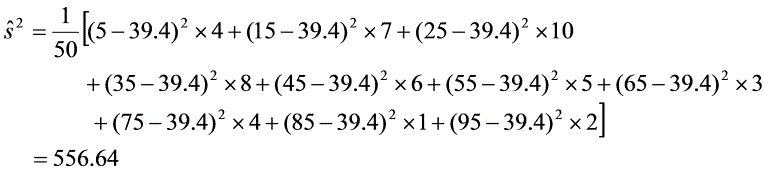 ŝ² = 1/50 [(5 − 39.4)² × 4 + (15 − 39.4)² × 7 + (25 − 39.4)² × 10
+ (35 − 39.4)² × 8 + (45 − 39.4)² × 6 + (55 − 39.4)² × 5 + (65 − 39.4)² × 3
+ (75 − 39.4)² × 4 + (85 − 39.4)² × 1 + (95 − 39.4)² × 2]
= 556.64